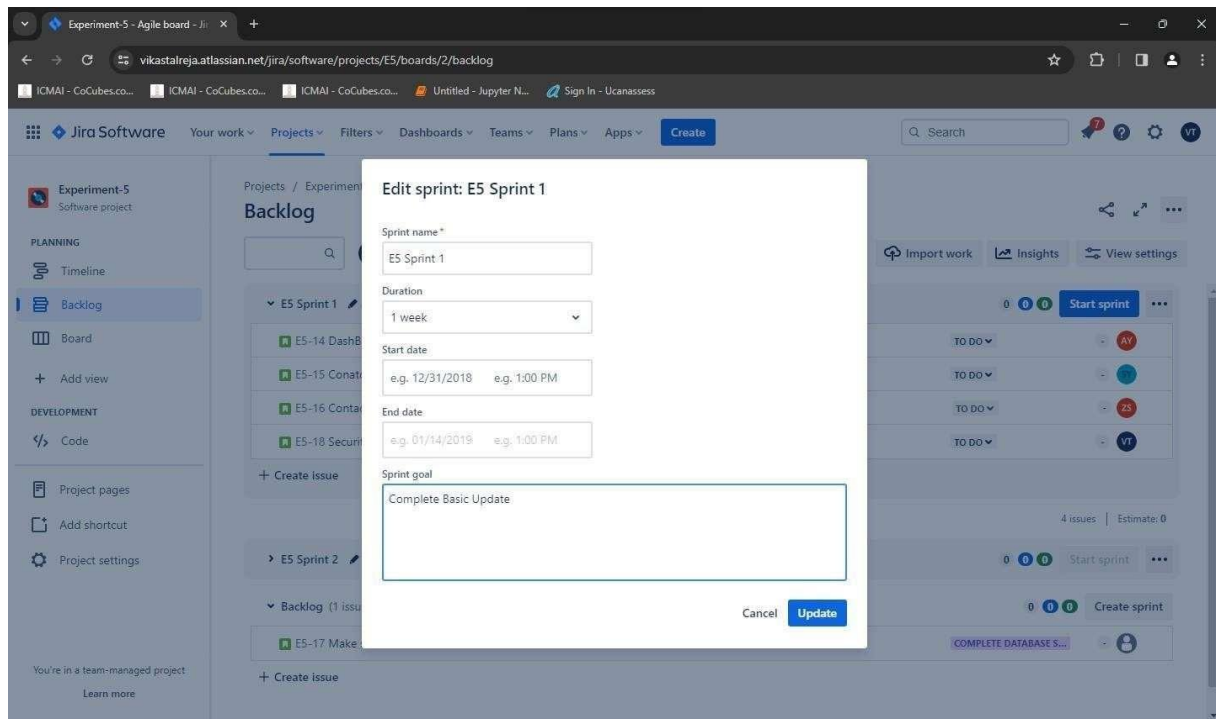 Experiment-5 - Agile board - Ji
vikastalreja.atlassian.net/jira/software/projects/E5/boards/2/backlog
ICMAI - CoCubes.co... ICMAI - CoCubes.co... ICMAI - CoCubes.co... Untitled - Jupyter N... Sign In - Ucanassess
Jira Software Your work Projects Filters Dashboards Teams Plans Apps Create Search 7 VT
Experiment-5
Software project
PLANNING
Timeline
Backlog
Board
+ Add view
DEVELOPMENT
Code
Project pages
Add shortcut
Project settings
You're in a team-managed project
Learn more
Projects / Experimen
Backlog
Import work Insights View settings
E5 Sprint 1 0 0 0 Start sprint
E5-14 DashB TO DO - AY
E5-15 Conat TO DO -
E5-16 Conta TO DO - ZS
E5-18 Securi TO DO - VT
+ Create issue
4 issues | Estimate: 0
E5 Sprint 2 0 0 0 Start sprint
Backlog (1 issu 0 0 0 Create sprint
E5-17 Make COMPLETE DATABASE S... -
+ Create issue
Edit sprint: E5 Sprint 1
Sprint name *
E5 Sprint 1
Duration
1 week
Start date
e.g. 12/31/2018 e.g. 1:00 PM
End date
e.g. 01/14/2019 e.g. 1:00 PM
Sprint goal
Complete Basic Update
Cancel Update